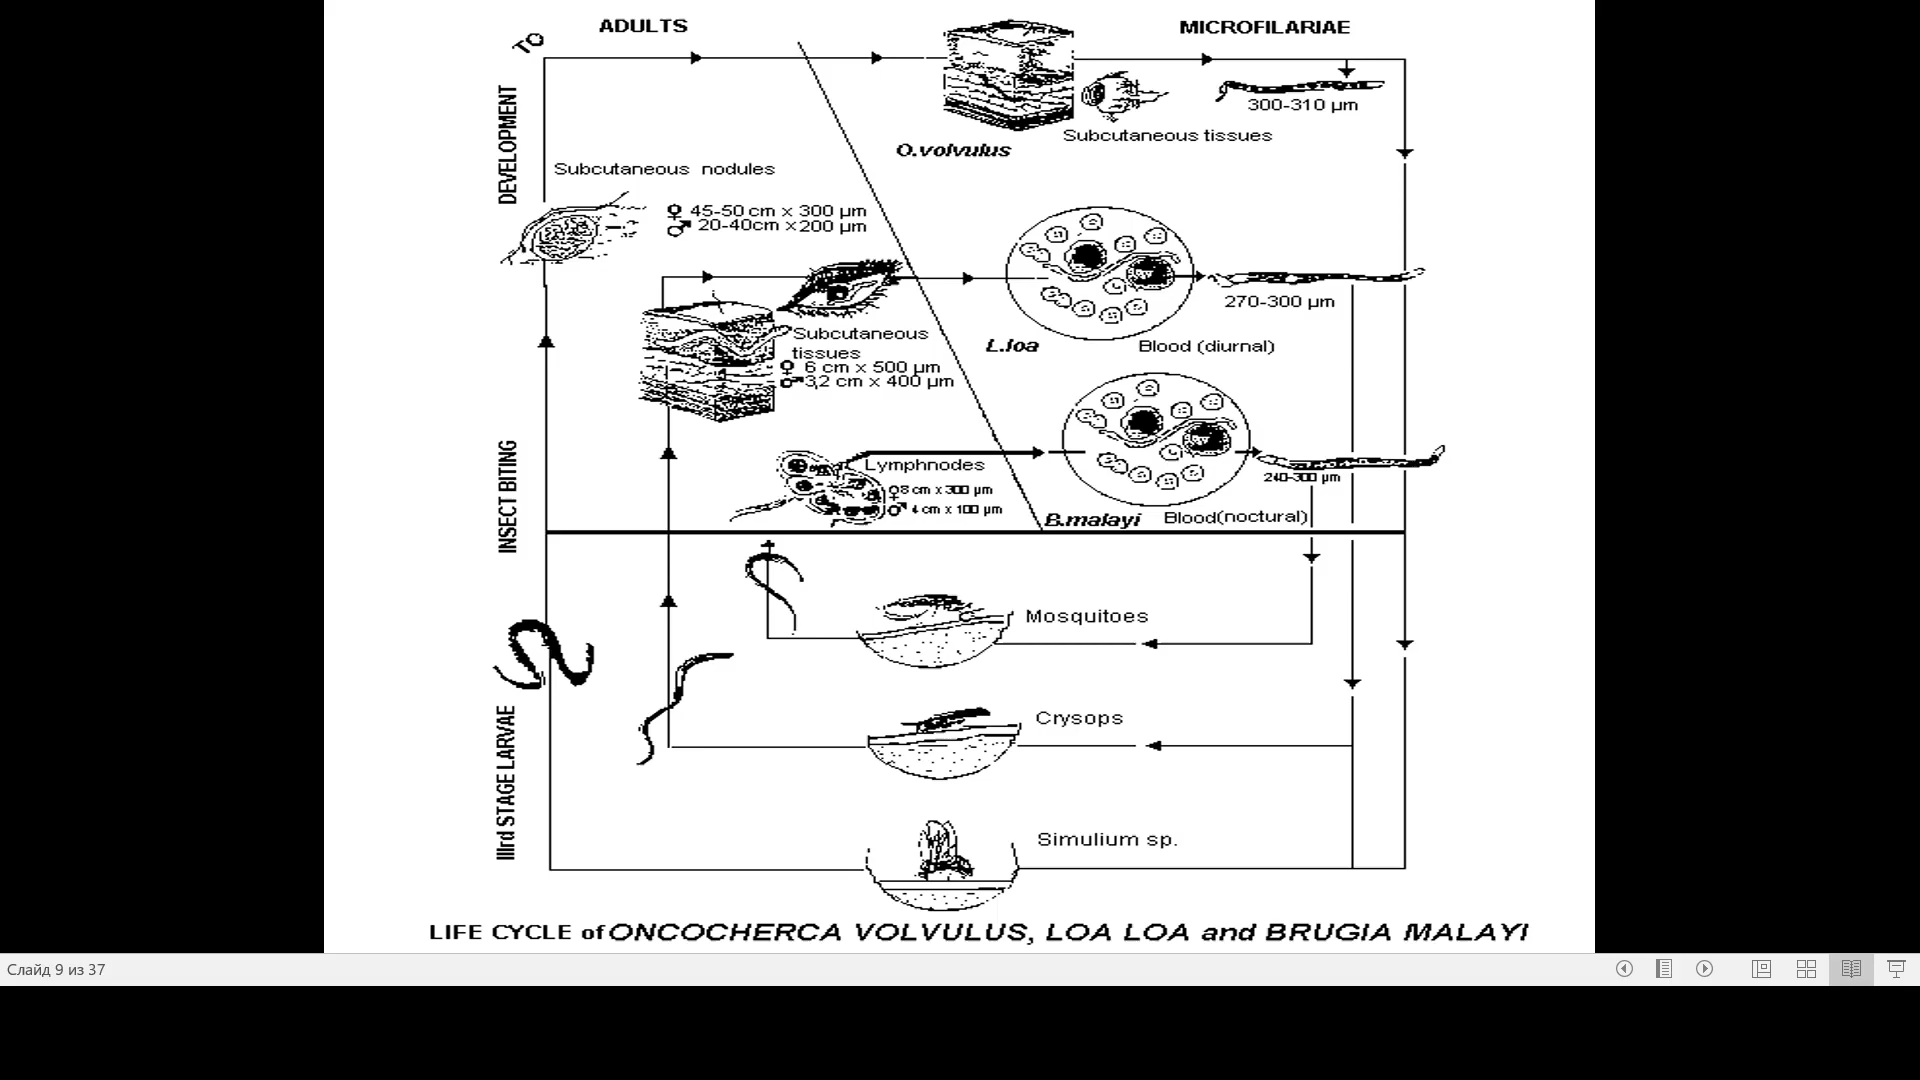 ADULTS
MICROFILARIAE
TO
DEVELOPMENT
300-310 µm
Subcutaneous tissues
O.volvulus
Subcutaneous nodules
♀ 45-50 cm x 300 µm
♂ 20-40cm x200 µm
270-300 µm
Subcutaneous
tissues
♀ 6 cm x 500 µm
♂ 3,2 cm x 400 µm
L.loa
Blood (diurnal)
INSECT BITING
Lymphnodes
♀8 cm x 300 µm
♂ 4 cm x 100 µm
240-300 µm
B.malayi
Blood(noctural)
Mosquitoes
IIIrd STAGE LARVAE
Crysops
Simulium sp.
LIFE CYCLE of ONCOCHERCA VOLVULUS, LOA LOA and BRUGIA MALAYI
Слайд 9 из 37